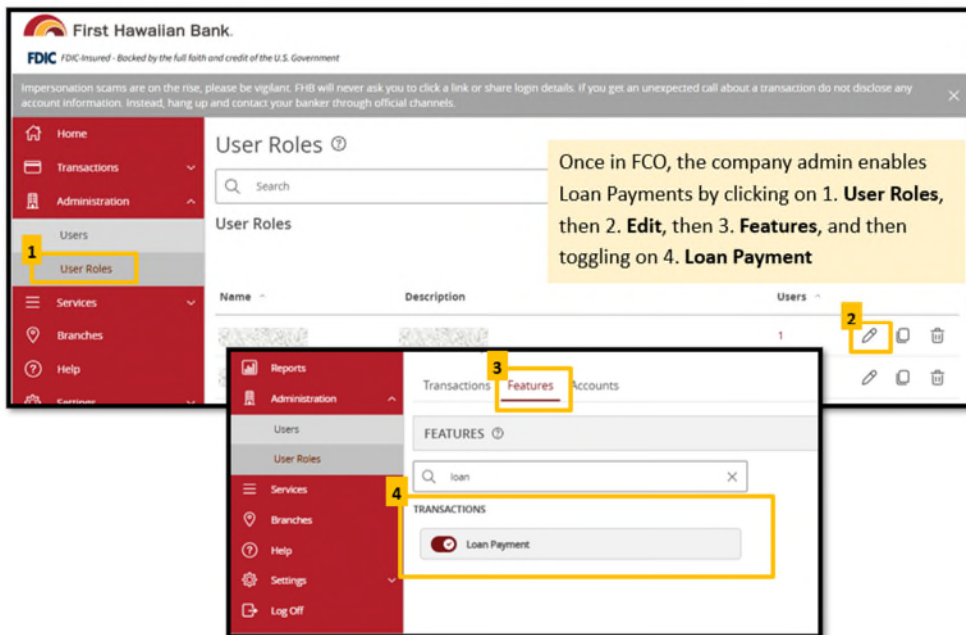 First Hawaiian Bank.
FDIC FDIC-Insured - Backed by the full faith and credit of the U.S. Government
Impersonation scams are on the rise, please be vigilant. FHB will never ask you to click a link or share login details. If you get an unexpected call about a transaction do not disclose any
account information. Instead, hang up and contact your banker through official channels.
Home
Transactions
Administration
Users
1
User Roles
Services
Branches
Help
Settings
User Roles
Search
User Roles
Once in FCO, the company admin enables
Loan Payments by clicking on 1. User Roles,
then 2. Edit, then 3. Features, and then
toggling on 4. Loan Payment
Name Description Users
1
2
Reports
Administration
Users
User Roles
Services
Branches
Help
Settings
Log Off
3
Transactions Features Accounts
FEATURES
loan
4
TRANSACTIONS
Loan Payment